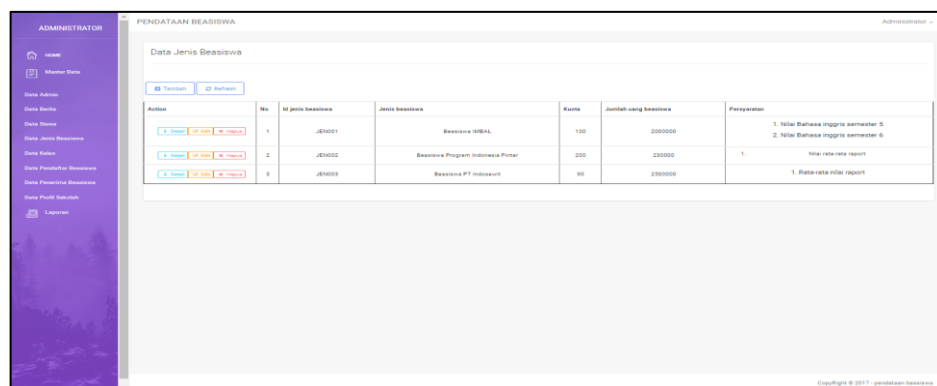 ADMINISTRATOR
HOME
Master Data
Data Admin
Data Berita
Data Siswa
Data Jenis Beasiswa
Data Kelas
Data Pendaftar Beasiswa
Data Penerima Beasiswa
Data Profil Sekolah
Laporan
PENDATAAN BEASISWA
Administrator
Data Jenis Beasiswa
Tambah Refresh
Action No Id jenis beasiswa Jenis beasiswa Kuota Jumlah uang beasiswa Persyaratan
Detail Edit Hapus 1 JEN001 Beasiswa 100 2000000 1. Nilai Bahasa inggris semester 5
2. Nilai Bahasa inggris semester 6
Detail Edit Hapus 2 JEN002 Beasiswa Program Indonesia Pintar 200 1. Nilai rata-rata raport
Detail Edit Hapus 3 JEN003 Beasiswa PT Indosawit 2500000 1. Rata-rata nilai raport
CopyRight © 2017 - pendataan beasiswa